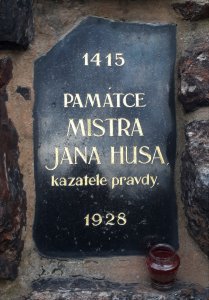 1415
PAMÁTCE
MISTRA
JANA HUSA,
kazatele pravdy.
1928